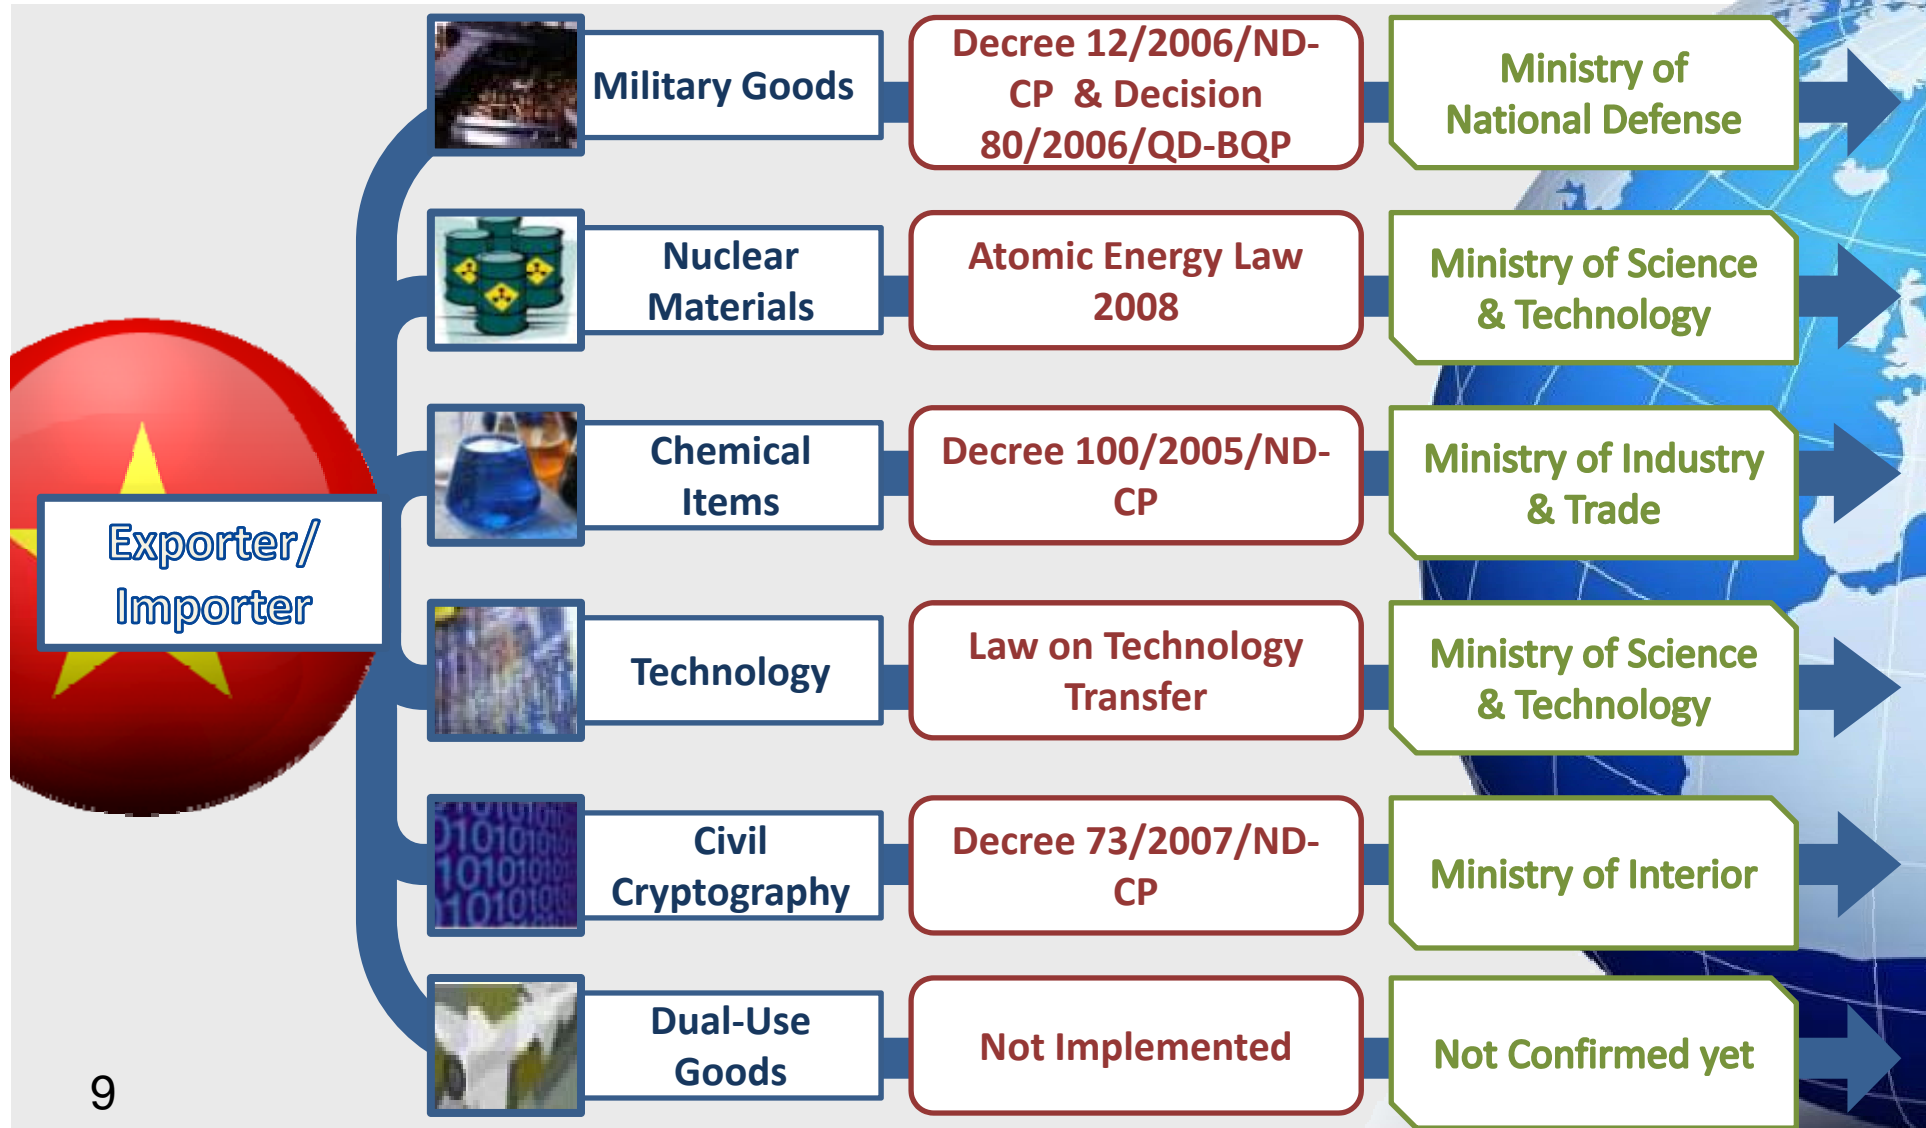 Exporter/
Importer
Military Goods
Decree 12/2006/ND-
CP & Decision
80/2006/QD-BQP
Ministry of
National Defense
Nuclear
Materials
Atomic Energy Law
2008
Ministry of Science
& Technology
Chemical
Items
Decree 100/2005/ND-
CP
Ministry of Industry
& Trade
Technology
Law on Technology
Transfer
Ministry of Science
& Technology
Civil
Cryptography
Decree 73/2007/ND-
CP
Ministry of Interior
Dual-Use
Goods
Not Implemented
Not Confirmed yet
9